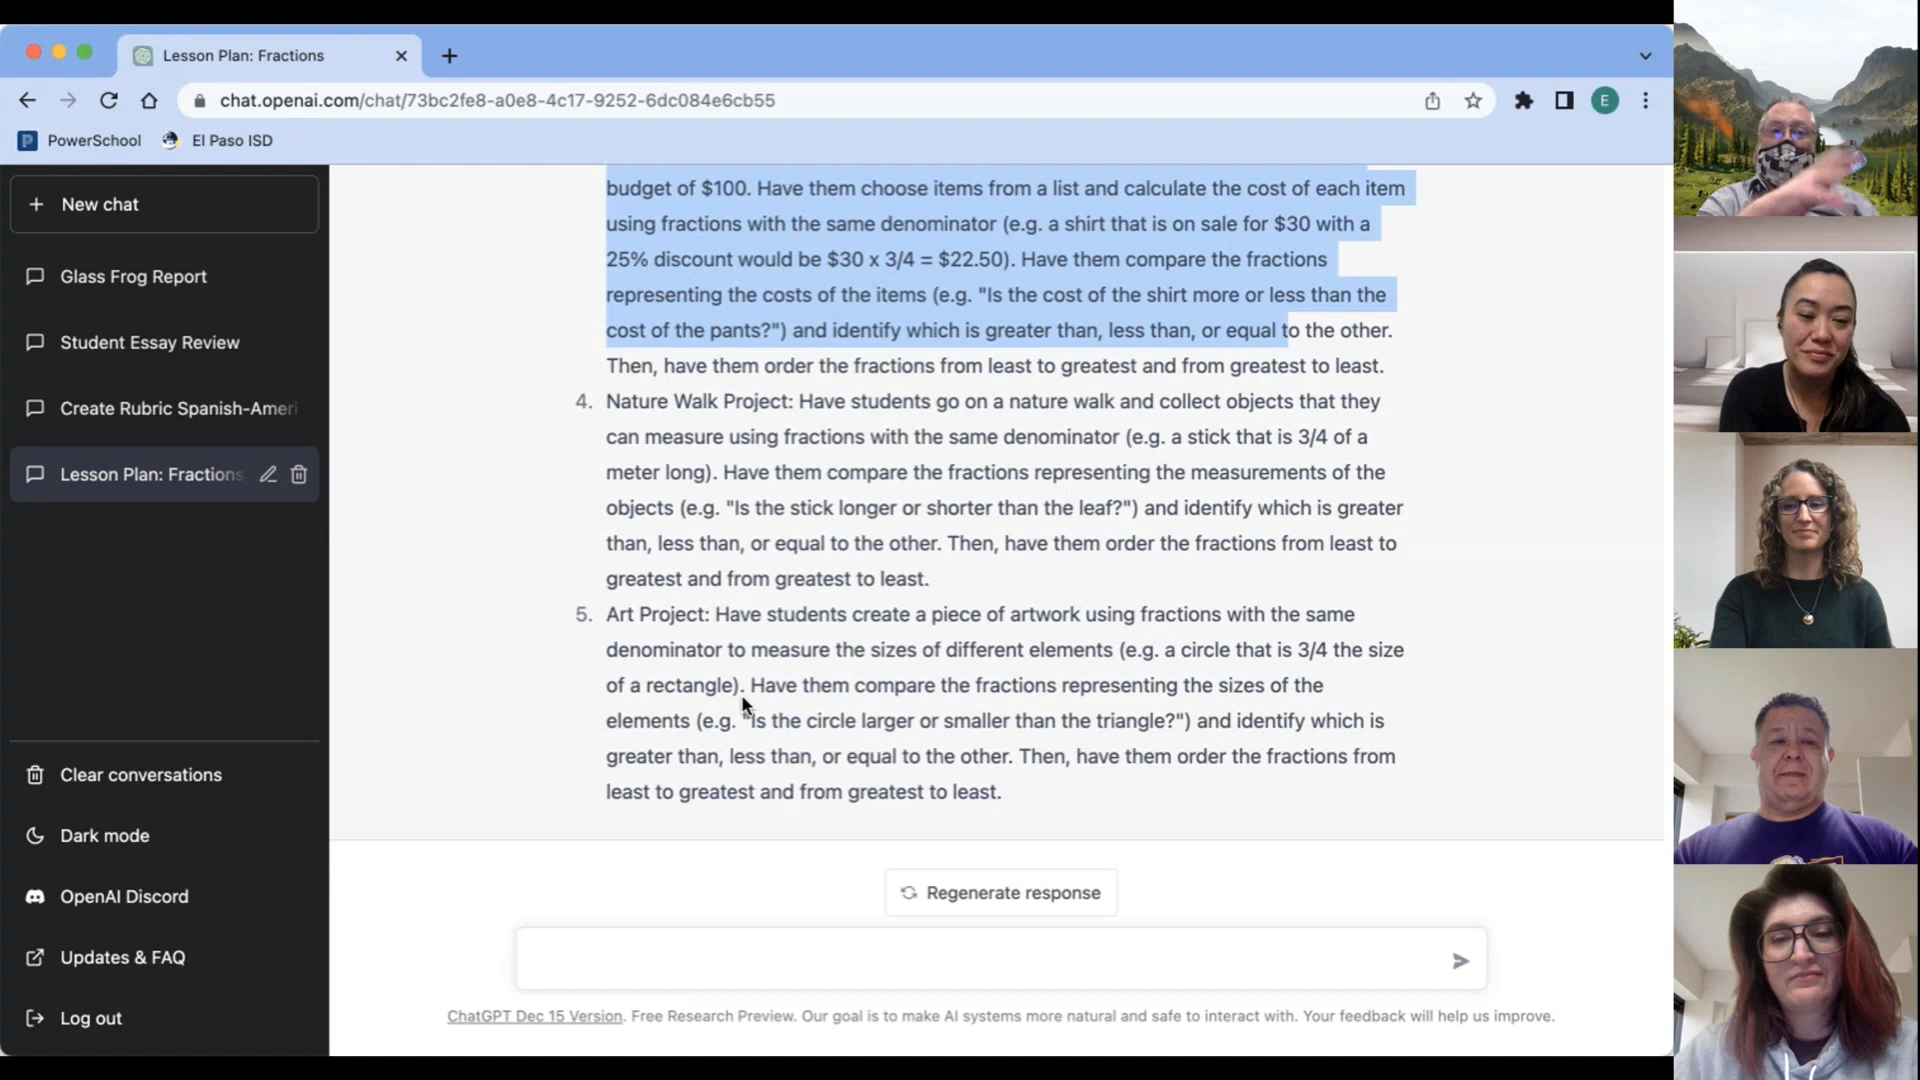 Lesson Plan: Fractions
chat.openai.com/chat/73bc2fe8-a0e8-4c17-9252-6dc084e6cb55
E
PowerSchool
El Paso ISD
New chat
Glass Frog Report
Student Essay Review
Create Rubric Spanish-Ameri
Lesson Plan: Fractions
Clear conversations
Dark mode
OpenAI Discord
Updates & FAQ
Log out
budget of $100. Have them choose items from a list and calculate the cost of each item
using fractions with the same denominator (e.g. a shirt that is on sale for $30 with a
25% discount would be $30 x 3/4 = $22.50). Have them compare the fractions
representing the costs of the items (e.g. "Is the cost of the shirt more or less than the
cost of the pants?") and identify which is greater than, less than, or equal to the other.
Then, have them order the fractions from least to greatest and from greatest to least.
4. Nature Walk Project: Have students go on a nature walk and collect objects that they
can measure using fractions with the same denominator (e.g. a stick that is 3/4 of a
meter long). Have them compare the fractions representing the measurements of the
objects (e.g. "Is the stick longer or shorter than the leaf?") and identify which is greater
than, less than, or equal to the other. Then, have them order the fractions from least to
greatest and from greatest to least.
5. Art Project: Have students create a piece of artwork using fractions with the same
denominator to measure the sizes of different elements (e.g. a circle that is 3/4 the size
of a rectangle). Have them compare the fractions representing the sizes of the
elements (e.g. "Is the circle larger or smaller than the triangle?") and identify which is
greater than, less than, or equal to the other. Then, have them order the fractions from
least to greatest and from greatest to least.
Regenerate response
ChatGPT Dec 15 Version. Free Research Preview. Our goal is to make AI systems more natural and safe to interact with. Your feedback will help us improve.